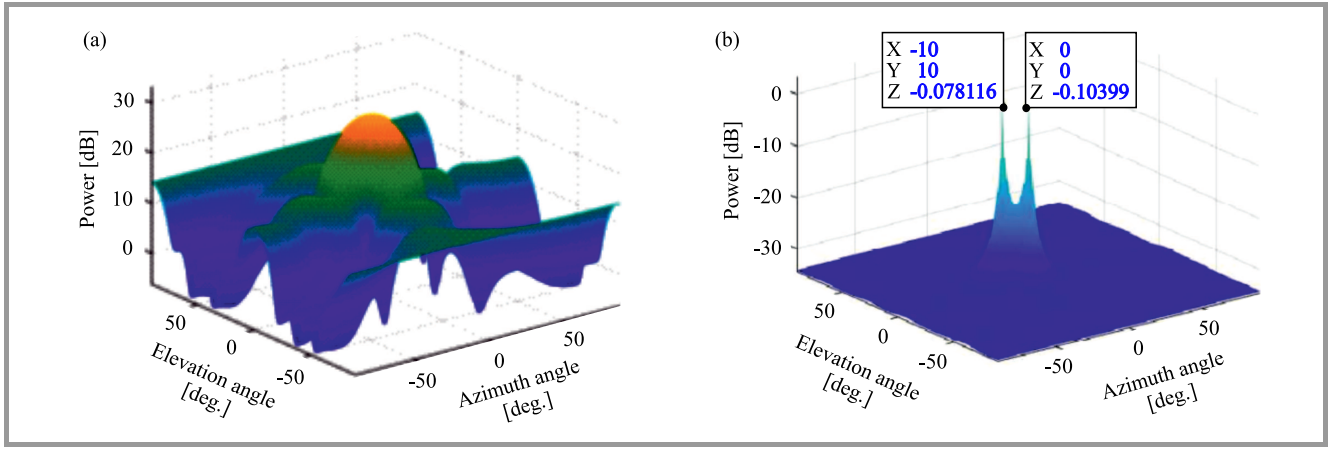 (a)
30
20
10
0
Power [dB]
50
0
-50
Elevation angle
[deg.]
-50
0
50
Azimuth angle
[deg.]
(b)
X -10
Y 10
Z -0.078116
X 0
Y 0
Z -0.10399
0
-10
-20
-30
Power [dB]
50
0
-50
Elevation angle
[deg.]
-50
0
50
Azimuth angle
[deg.]